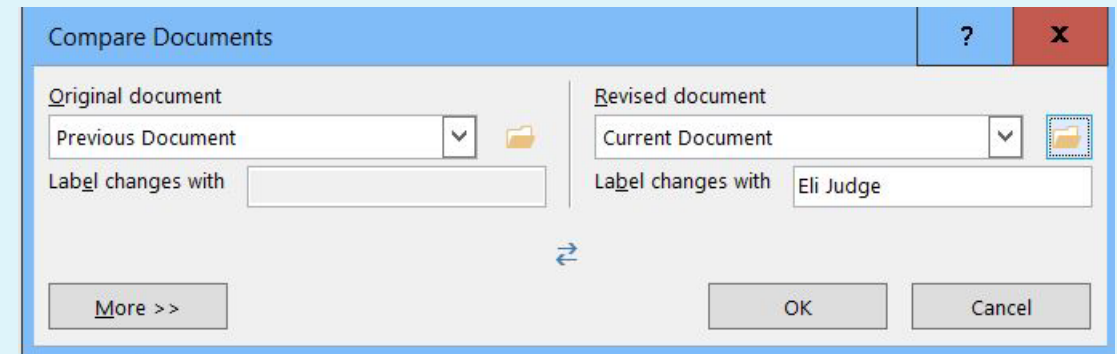 Compare Documents ? x
Original document
Previous Document
Label changes with
Revised document
Current Document
Label changes with Eli Judge
More >> OK Cancel